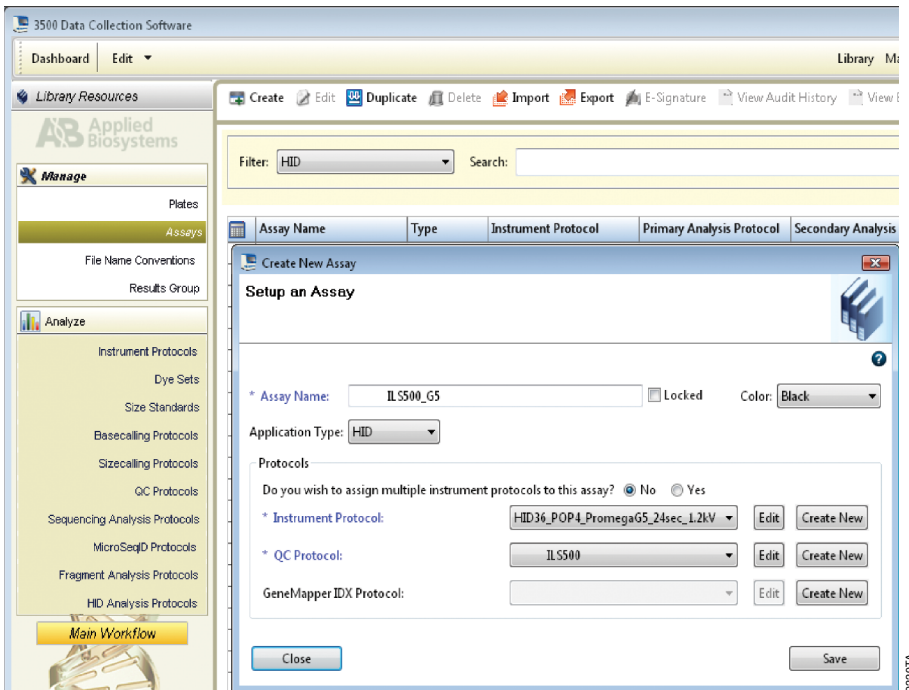 3500 Data Collection Software
Dashboard Edit Library Ma
Library Resources
AB Applied Biosystems
Manage
Plates
Assays
File Name Conventions
Results Group
Analyze
Instrument Protocols
Dye Sets
Size Standards
Basecalling Protocols
Sizecalling Protocols
QC Protocols
Sequencing Analysis Protocols
MicroSeqID Protocols
Fragment Analysis Protocols
HID Analysis Protocols
Main Workflow
Create Edit Duplicate Delete Import Export E-Signature View Audit History View E
Filter: HID Search:
Assay Name Type Instrument Protocol Primary Analysis Protocol Secondary Analysis
Create New Assay
Setup an Assay
* Assay Name: ILS500_G5 Locked Color: Black
Application Type: HID
Protocols
Do you wish to assign multiple instrument protocols to this assay? No Yes
* Instrument Protocol: HID36_POP4_PromegaG5_24sec_1.2kV Edit Create New
* QC Protocol: ILS500 Edit Create New
GeneMapper IDX Protocol: Edit Create New
Close Save